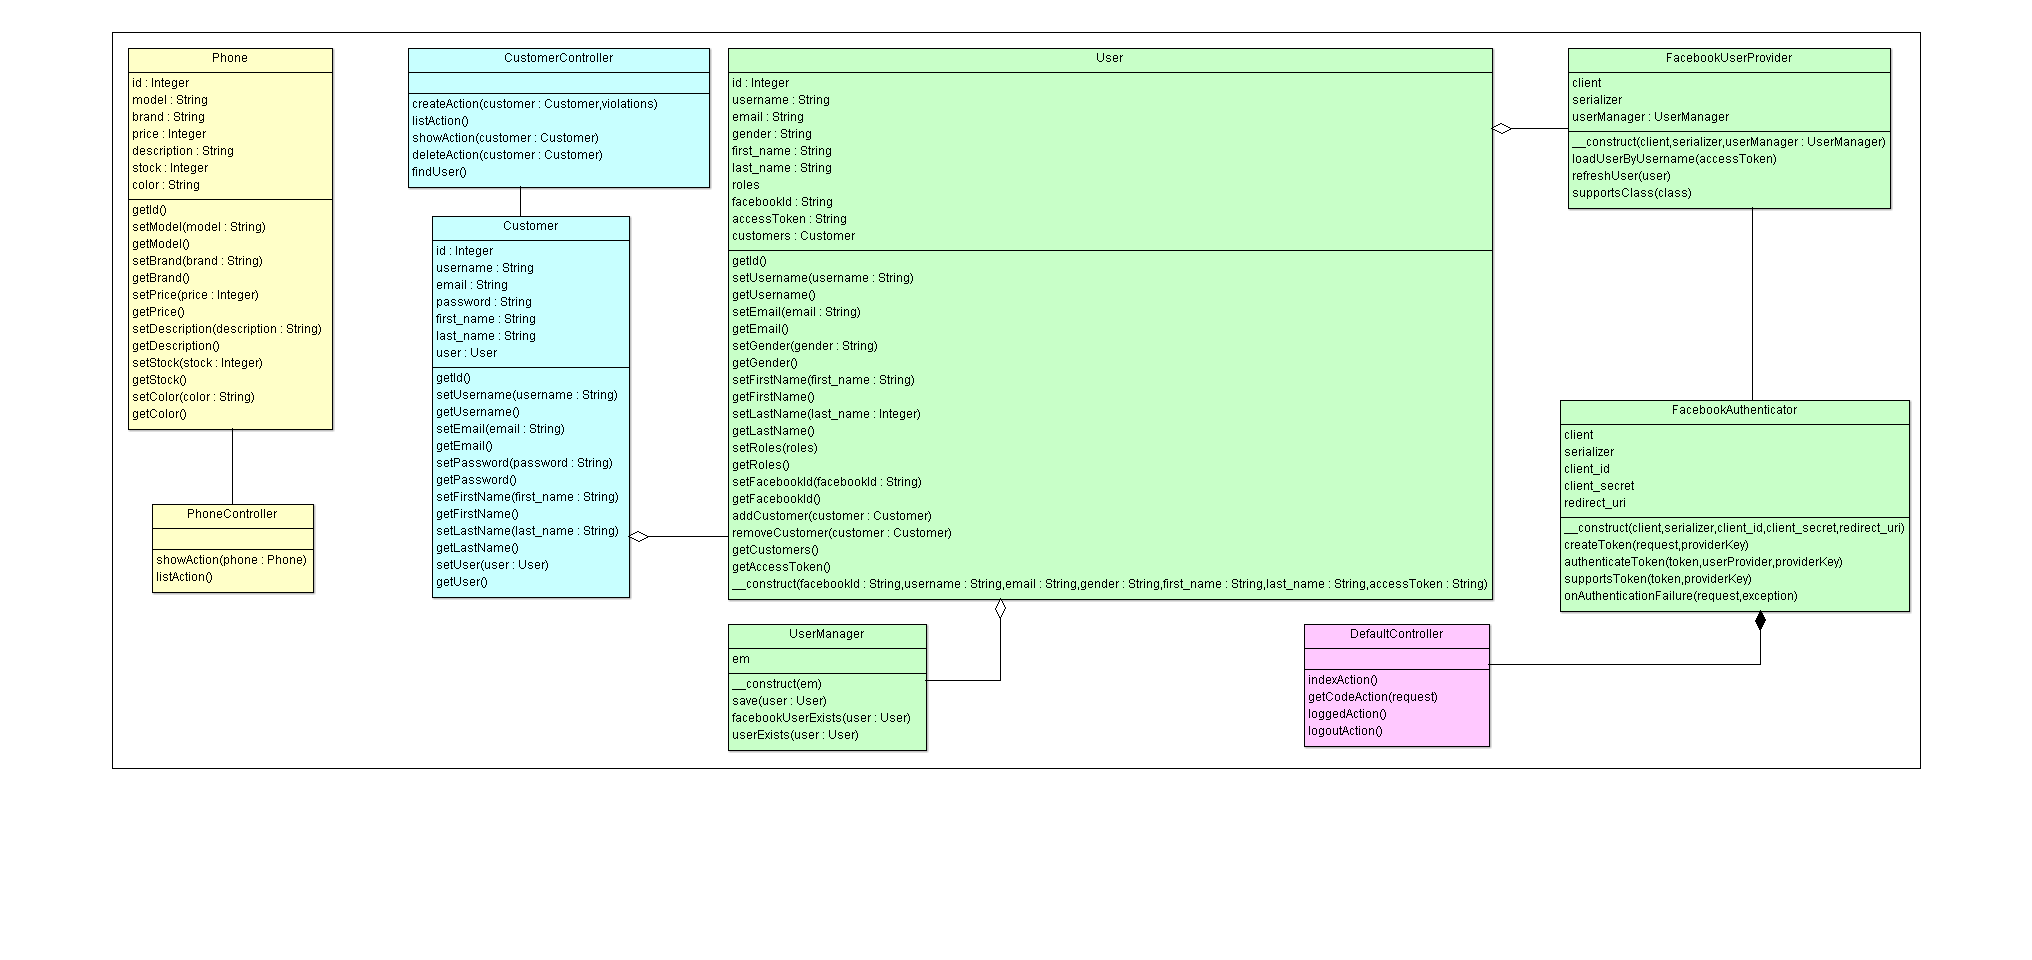 Phone
id : Integer
model : String
brand : String
price : Integer
description : String
stock : Integer
color : String
getId()
setModel(model : String)
getModel()
setBrand(brand : String)
getBrand()
setPrice(price : Integer)
getPrice()
setDescription(description : String)
getDescription()
setStock(stock : Integer)
getStock()
setColor(color : String)
getColor()
PhoneController
showAction(phone : Phone)
listAction()
CustomerController
createAction(customer : Customer,violations)
listAction()
showAction(customer : Customer)
deleteAction(customer : Customer)
findUser()
Customer
id : Integer
username : String
email : String
password : String
first_name : String
last_name : String
user : User
getId()
setUsername(username : String)
getUsername()
setEmail(email : String)
getEmail()
setPassword(password : String)
getPassword()
setFirstName(first_name : String)
getFirstName()
setLastName(last_name : String)
getLastName()
setUser(user : User)
getUser()
User
id : Integer
username : String
email : String
gender : String
first_name : String
last_name : String
roles
facebookId : String
accessToken : String
customers : Customer
getId()
setUsername(username : String)
getUsername()
setEmail(email : String)
getEmail()
setGender(gender : String)
getGender()
setFirstName(first_name : String)
getFirstName()
setLastName(last_name : Integer)
getLastName()
setRoles(roles)
getRoles()
setFacebookId(facebookId : String)
getFacebookId()
addCustomer(customer : Customer)
removeCustomer(customer : Customer)
getCustomers()
getAccessToken()
__construct(facebookId : String,username : String,email : String,gender : String,first_name : String,last_name : String,accessToken : String)
UserManager
em
__construct(em)
save(user : User)
facebookUserExists(user : User)
userExists(user : User)
FacebookUserProvider
client
serializer
userManager : UserManager
__construct(client,serializer,userManager : UserManager)
loadUserByUsername(accessToken)
refreshUser(user)
supportsClass(class)
FacebookAuthenticator
client
serializer
client_id
client_secret
redirect_uri
__construct(client,serializer,client_id,client_secret,redirect_uri)
createToken(request,providerKey)
authenticateToken(token,userProvider,providerKey)
supportsToken(token,providerKey)
onAuthenticationFailure(request,exception)
DefaultController
indexAction()
getCodeAction(request)
loggedAction()
logoutAction()